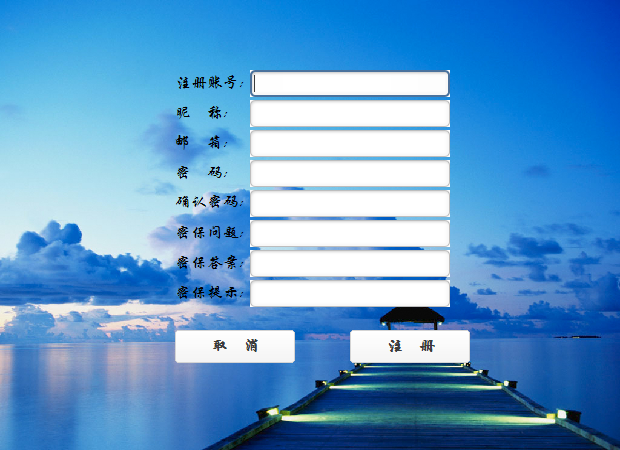 注册账号:
昵 称:
邮 箱:
密 码:
确认密码:
密保问题:
密保答案:
密保提示:
取 消 注 册